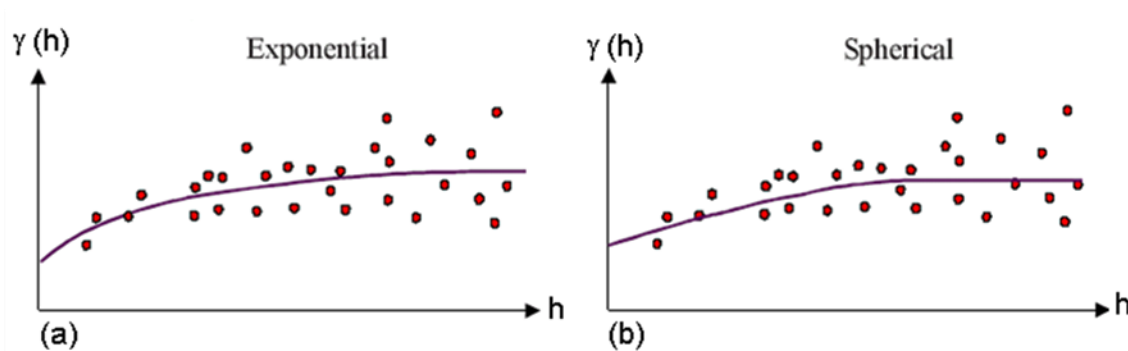 γ (h)
Exponential
h
(a)
γ (h)
Spherical
h
(b)